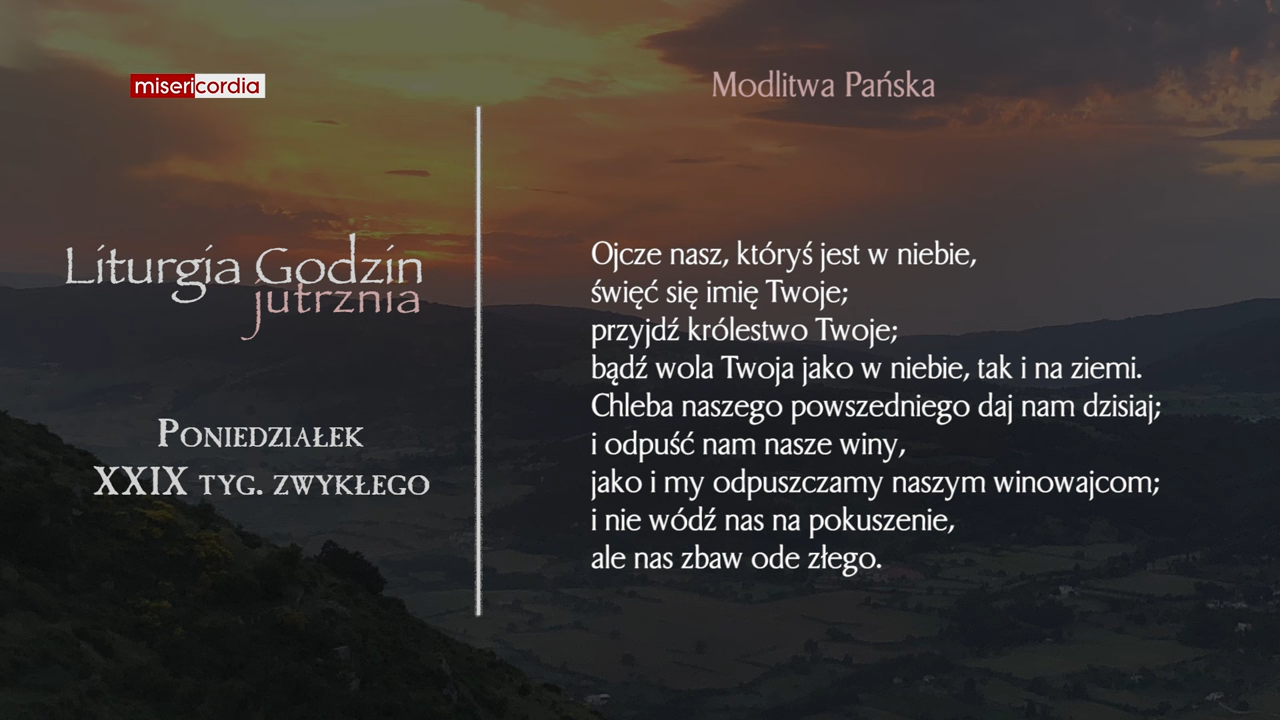 misericordia
Liturgia Godzin
jutrznia
Poniedziałek
XXIX tyg. zwykłego
Modlitwa Pańska
Ojcze nasz, któryś jest w niebie,
święć się imię Twoje;
przyjdź królestwo Twoje;
bądź wola Twoja jako w niebie, tak i na ziemi.
Chleba naszego powszedniego daj nam dzisiaj;
i odpuść nam nasze winy,
jako i my odpuszczamy naszym winowajcom;
i nie wódź nas na pokuszenie,
ale nas zbaw ode złego.